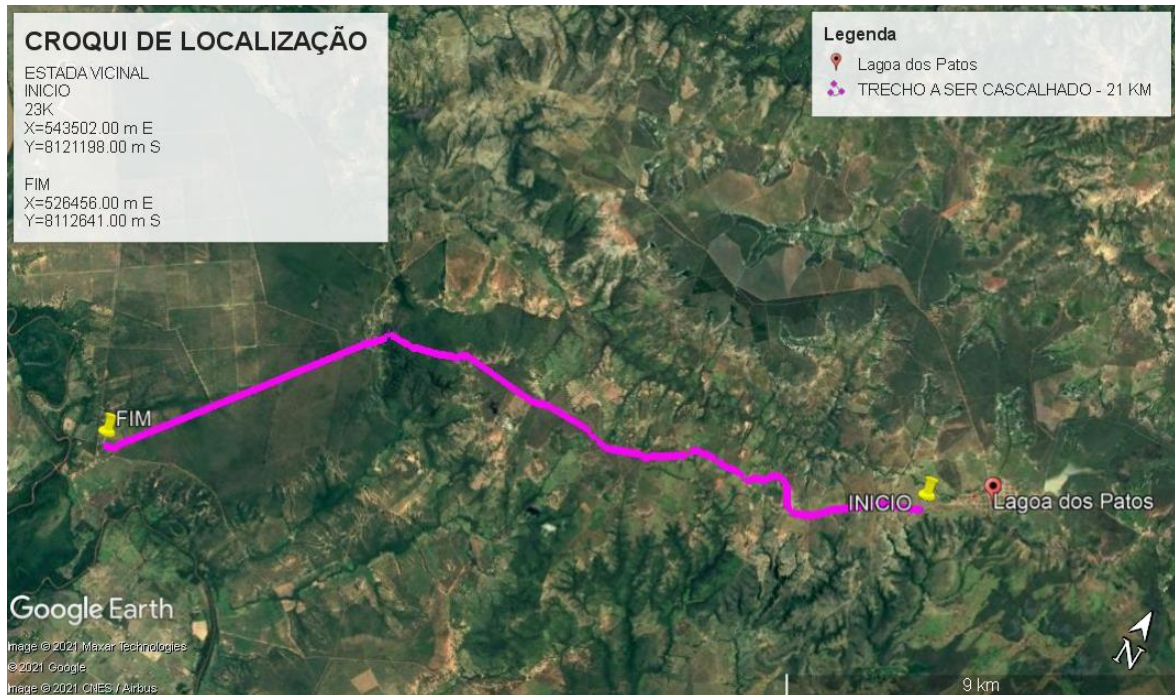 CROQUI DE LOCALIZAÇÃO
ESTADA VICINAL
INICIO
23K
X=543502.00 m E
Y=8121198.00 m S
FIM
X=526456.00 m E
Y=8112641.00 m S
Legenda
Lagoa dos Patos
TRECHO A SER CASCALHADO - 21 KM
FIM
INICIO
Lagoa dos Patos
Google Earth
Image © 2021 Maxar Technologies
© 2021 Google
Image © 2021 CNES / Airbus
N
9 km